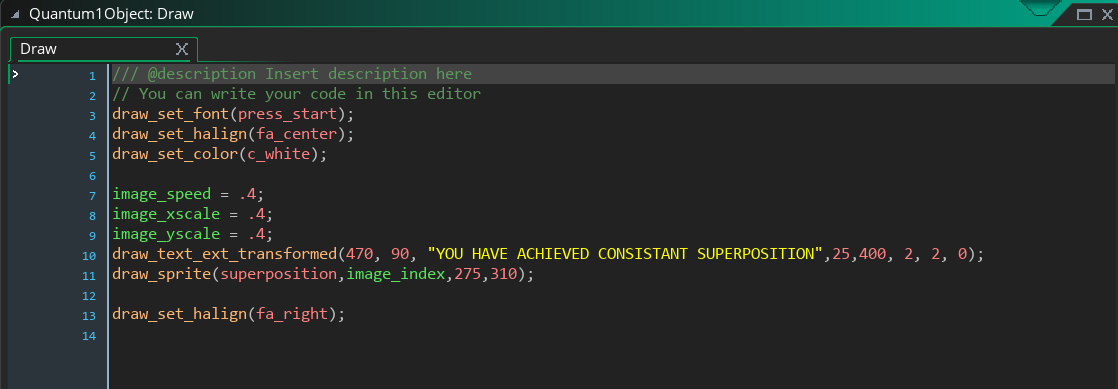 Quantum1Object: Draw
Draw
1 /// @description Insert description here
2 // You can write your code in this editor
3 draw_set_font(press_start);
4 draw_set_halign(fa_center);
5 draw_set_color(c_white);
6
7 image_speed = .4;
8 image_xscale = .4;
9 image_yscale = .4;
10 draw_text_ext_transformed(470, 90, "YOU HAVE ACHIEVED CONSISTANT SUPERPOSITION",25,400, 2, 2, 0);
11 draw_sprite(superposition,image_index,275,310);
12
13 draw_set_halign(fa_right);
14